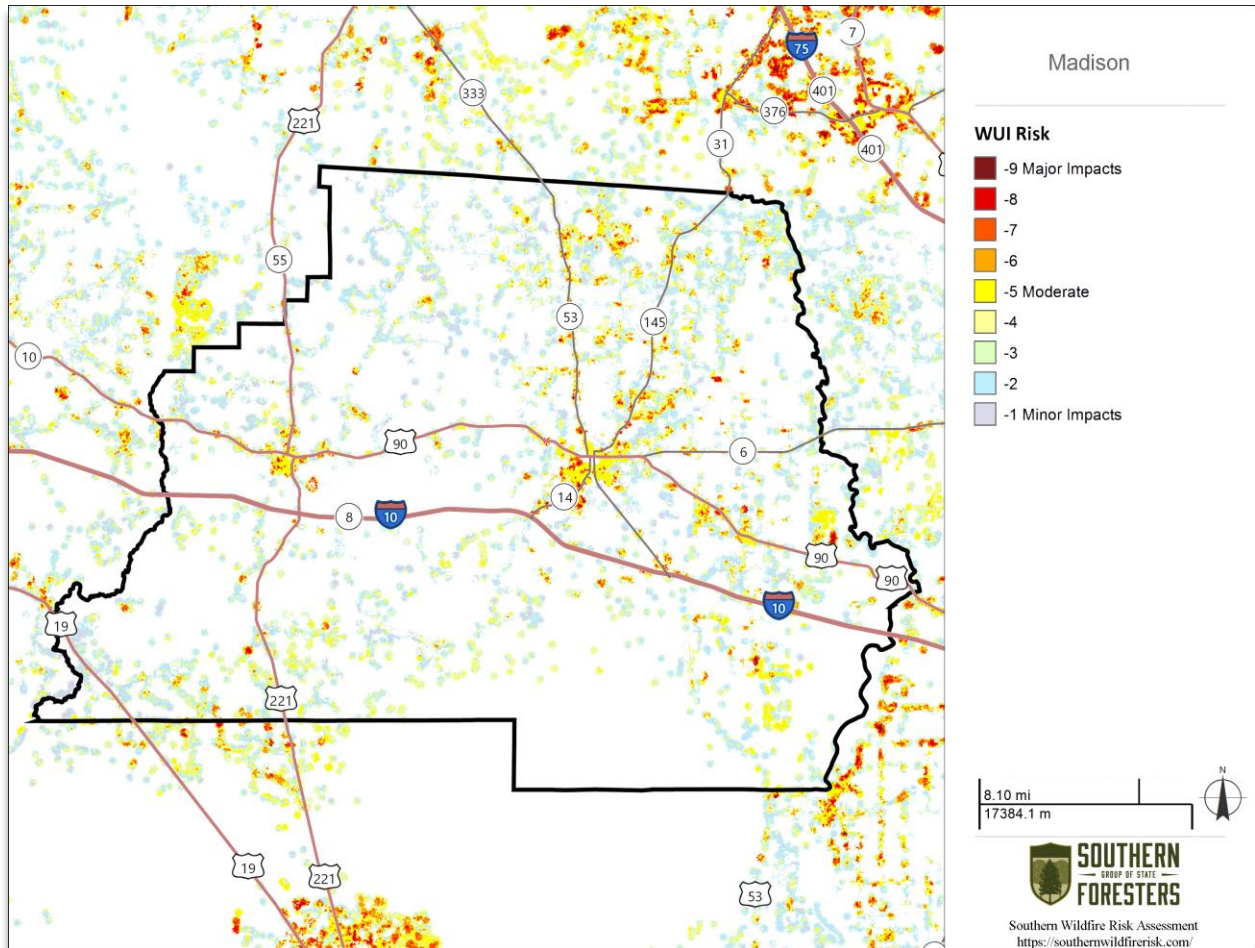 Madison
WUI Risk
-9 Major Impacts
-8
-7
-6
-5 Moderate
-4
-3
-2
-1 Minor Impacts
8.10 mi
17384.1 m
N
SOUTHERN
GROUP OF STATE
FORESTERS
Southern Wildfire Risk Assessment
https://southernwildfirerisk.com/
7
75
333
401
376
221
31
401
55
53
145
10
90
6
14
8
10
90
90
10
19
221
19
221
53